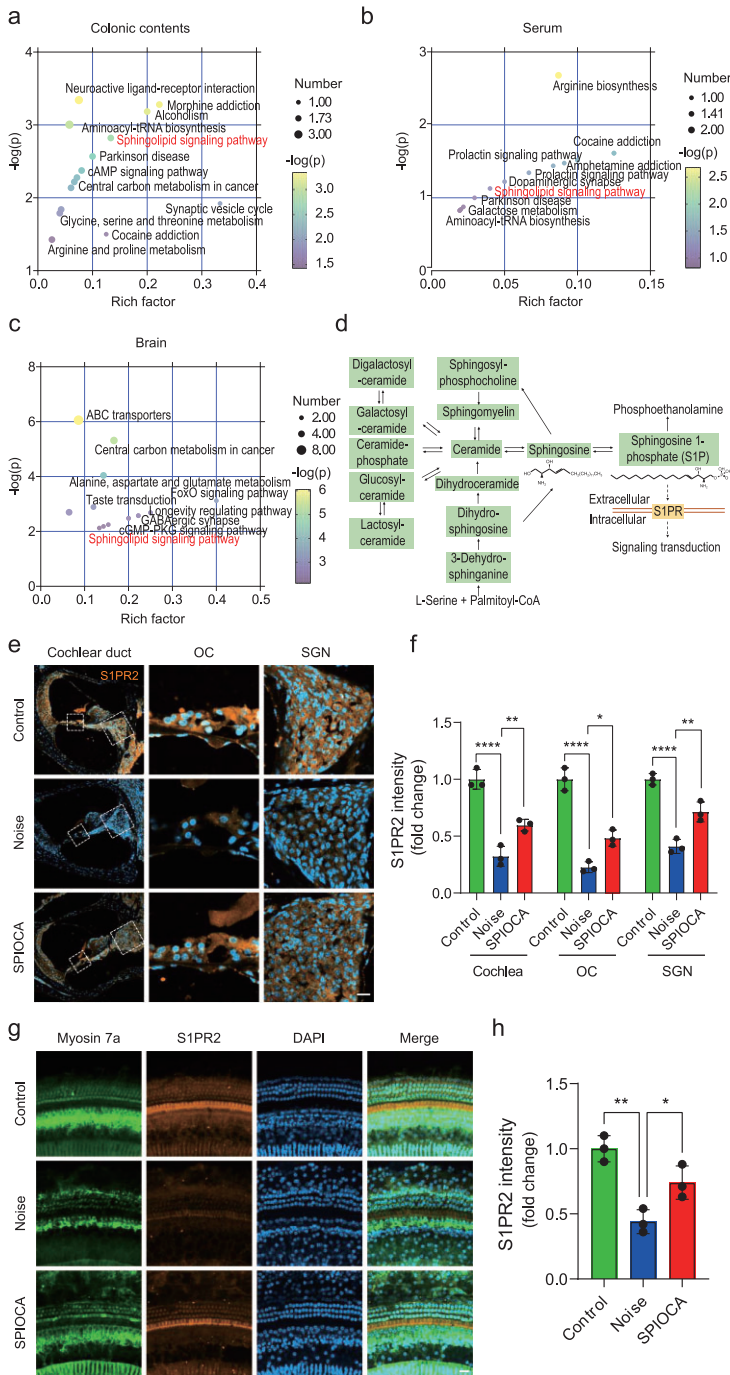 a
Colonic contents
4
3
2
1
-log(p)
Neuroactive ligand-receptor interaction
Morphine addiction
Alcoholism
Aminoacyl-tRNA biosynthesis
Sphingolipid signaling pathway
Parkinson disease
cAMP signaling pathway
Central carbon metabolism in cancer
Synaptic vesicle cycle
Glycine, serine and threonine metabolism
Cocaine addiction
Arginine and proline metabolism
0.0 0.1 0.2 0.3 0.4
Rich factor
Number
1.00
1.73
3.00
-log(p)
3.0
2.5
2.0
1.5
b
Serum
3
2
1
0
-log(p)
Arginine biosynthesis
Cocaine addiction
Prolactin signaling pathway
Amphetamine addiction
Prolactin signaling pathway
Dopaminergic synapse
Sphingolipid signaling pathway
Parkinson disease
Galactose metabolism
Aminoacyl-tRNA biosynthesis
0.00 0.05 0.10 0.15
Rich factor
Number
1.00
1.41
2.00
-log(p)
2.5
2.0
1.5
1.0
c
Brain
8
6
4
2
0
-log(p)
ABC transporters
Central carbon metabolism in cancer
Alanine, aspartate and glutamate metabolism
FoxO signaling pathway
Taste transduction
Longevity regulating pathway
GABAergic synapse
cGMP-PKG signaling pathway
Sphingolipid signaling pathway
0.0 0.1 0.2 0.3 0.4 0.5
Rich factor
Number
2.00
4.00
8.00
-log(p)
6
5
4
3
d
Digalactosyl
-ceramide
Galactosyl
-ceramide
Ceramide-
phosphate
Glucosyl-
ceramide
Lactosyl-
ceramide
Sphingosyl-
phosphocholine
Sphingomyelin
Ceramide
Dihydroceramide
Dihydro-
sphingosine
3-Dehydro-
sphinganine
L-Serine + Palmitoyl-CoA
Sphingosine
Phosphoethanolamine
Sphingosine 1-
phosphate (S1P)
Extracellular
Intracellular
S1PR
Signaling transduction
e
Cochlear duct OC SGN
S1PR2
Control
Noise
SPIOCA
f
S1PR2 intensity
(fold change)
1.5
1.0
0.5
0.0
**** ** **** * **** **
Control Noise SPIOCA Control Noise SPIOCA Control Noise SPIOCA
Cochlea OC SGN
g
Myosin 7a S1PR2 DAPI Merge
Control
Noise
SPIOCA
h
S1PR2 intensity
(fold change)
1.5
1.0
0.5
0.0
** *
Control Noise SPIOCA